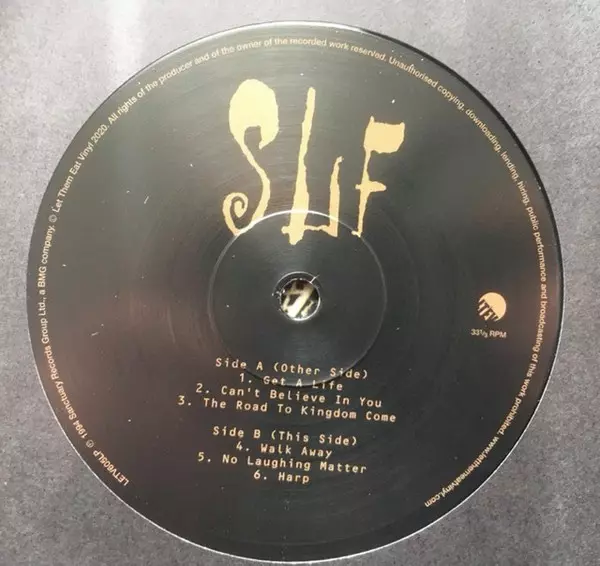 © Let Them Eat Vinyl 2020. All rights of the producer and of the owner of the recorded work reserved. Unauthorised copying, downloading, lending, hiring, public performance and broadcasting of this work prohibited. www.letthemeatvinyl.com
SLF
33⅓ RPM
Side A (Other Side)
1. Get A Life
2. Can't Believe In You
3. The Road To Kingdom Come
Side B (This Side)
4. Walk Away
5. No Laughing Matter
6. Harp
LETV605LP ℗ 1994 Sanctuary Records Group Ltd., a BMG company.